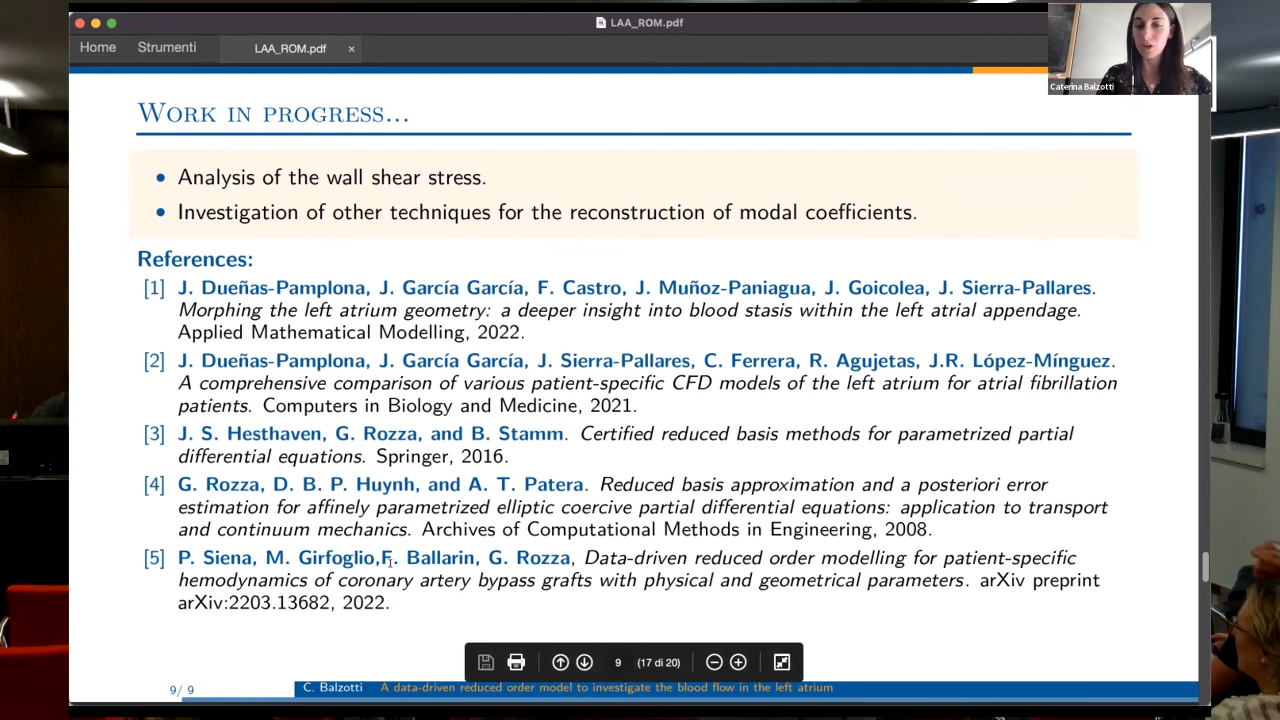 LAA_ROM.pdf
Home Strumenti LAA_ROM.pdf ×
Caterina Balzotti
Work in progress...
• Analysis of the wall shear stress.
• Investigation of other techniques for the reconstruction of modal coefficients.
References:
[1] J. Dueñas-Pamplona, J. García García, F. Castro, J. Muñoz-Paniagua, J. Goicolea, J. Sierra-Pallares.
Morphing the left atrium geometry: a deeper insight into blood stasis within the left atrial appendage.
Applied Mathematical Modelling, 2022.
[2] J. Dueñas-Pamplona, J. García García, J. Sierra-Pallares, C. Ferrera, R. Agujetas, J.R. López-Mínguez.
A comprehensive comparison of various patient-specific CFD models of the left atrium for atrial fibrillation
patients. Computers in Biology and Medicine, 2021.
[3] J. S. Hesthaven, G. Rozza, and B. Stamm. Certified reduced basis methods for parametrized partial
differential equations. Springer, 2016.
[4] G. Rozza, D. B. P. Huynh, and A. T. Patera. Reduced basis approximation and a posteriori error
estimation for affinely parametrized elliptic coercive partial differential equations: application to transport
and continuum mechanics. Archives of Computational Methods in Engineering, 2008.
[5] P. Siena, M. Girfoglio,F. Ballarin, G. Rozza, Data-driven reduced order modelling for patient-specific
hemodynamics of coronary artery bypass grafts with physical and geometrical parameters. arXiv preprint
arXiv:2203.13682, 2022.
9 (17 di 20)
9/ 9 C. Balzotti A data-driven reduced order model to investigate the blood flow in the left atrium